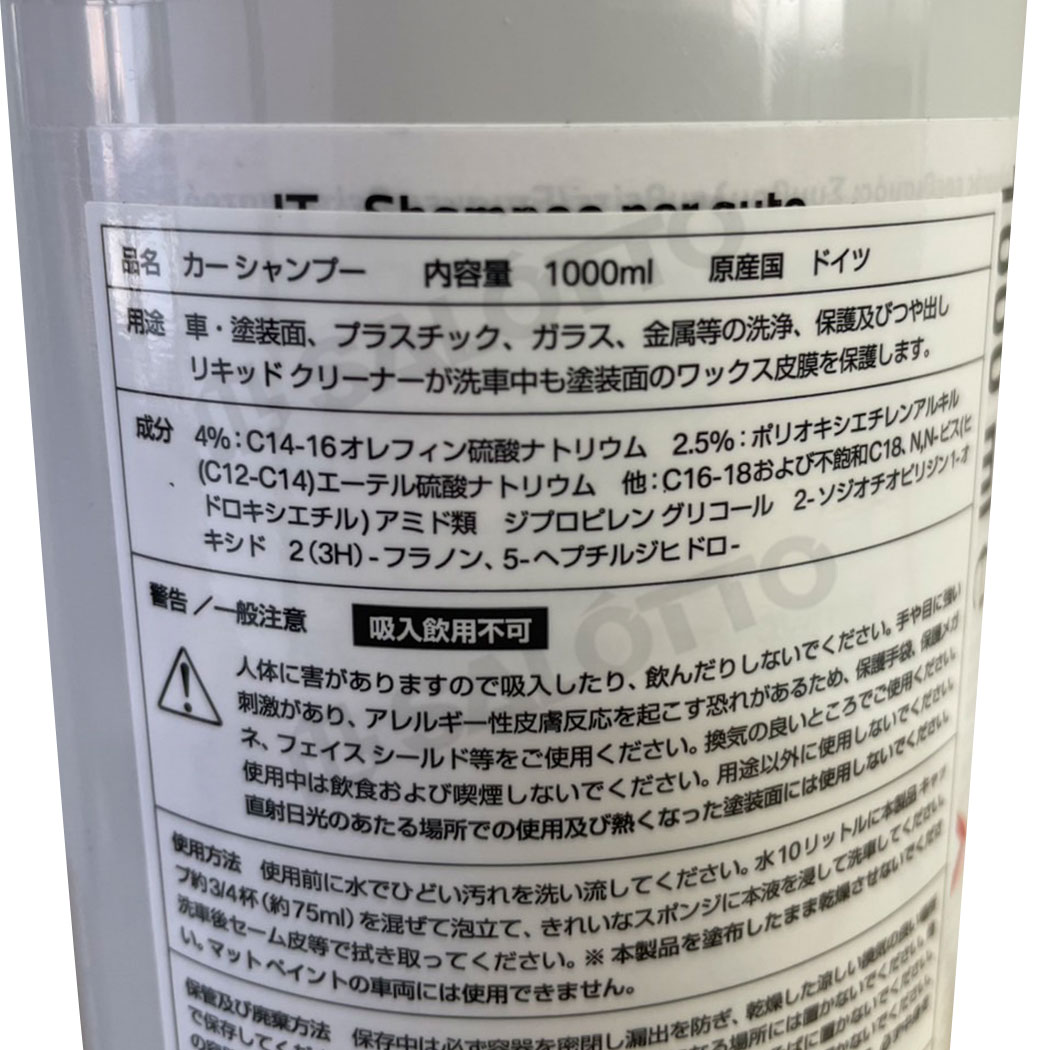 IT - Shampoo per auto
品名 カーシャンプー 内容量 1000ml 原産国 ドイツ
用途 車・塗装面、プラスチック、ガラス、金属等の洗浄、保護及びつや出し
リキッド クリーナーが洗車中も塗装面のワックス皮膜を保護します。
成分 4%:C14-16オレフィン硫酸ナトリウム 2.5%:ポリオキシエチレンアルキル
(C12-C14)エーテル硫酸ナトリウム 他:C16-18および不飽和C18、N,N-ビス(ヒ
ドロキシエチル)アミド類 ジプロピレン グリコール 2-ソジオチオピリジン1-オ
キシド 2(3H)-フラノン、5-ヘプチルジヒドロ-
警告/一般注意 吸入飲用不可
人体に害がありますので吸入したり、飲んだりしないでください。手や目に強い
刺激があり、アレルギー性皮膚反応を起こす恐れがあるため、保護手袋、保護メガ
ネ、フェイス シールド等をご使用ください。換気の良いところでご使用ください。
使用中は飲食および喫煙しないでください。用途以外に使用しないでください。
直射日光のあたる場所での使用及び熱くなった塗装面には使用しないでください。
使用方法 使用前に水でひどい汚れを洗い流してください。水10リットルに本製品 キャッ
プ約3/4杯(約75ml)を混ぜて泡立て、きれいなスポンジに本液を浸して洗車してください。
洗車後セーム皮等で拭き取ってください。※本製品を塗布したまま乾燥させないでくださ
い。マットペイントの車両には使用できません。
保管及び廃棄方法 保存中は必ず容器を密閉し漏出を防ぎ、乾燥した涼しい換気の良い
で保存してく
SALOTTO
SALOTTO